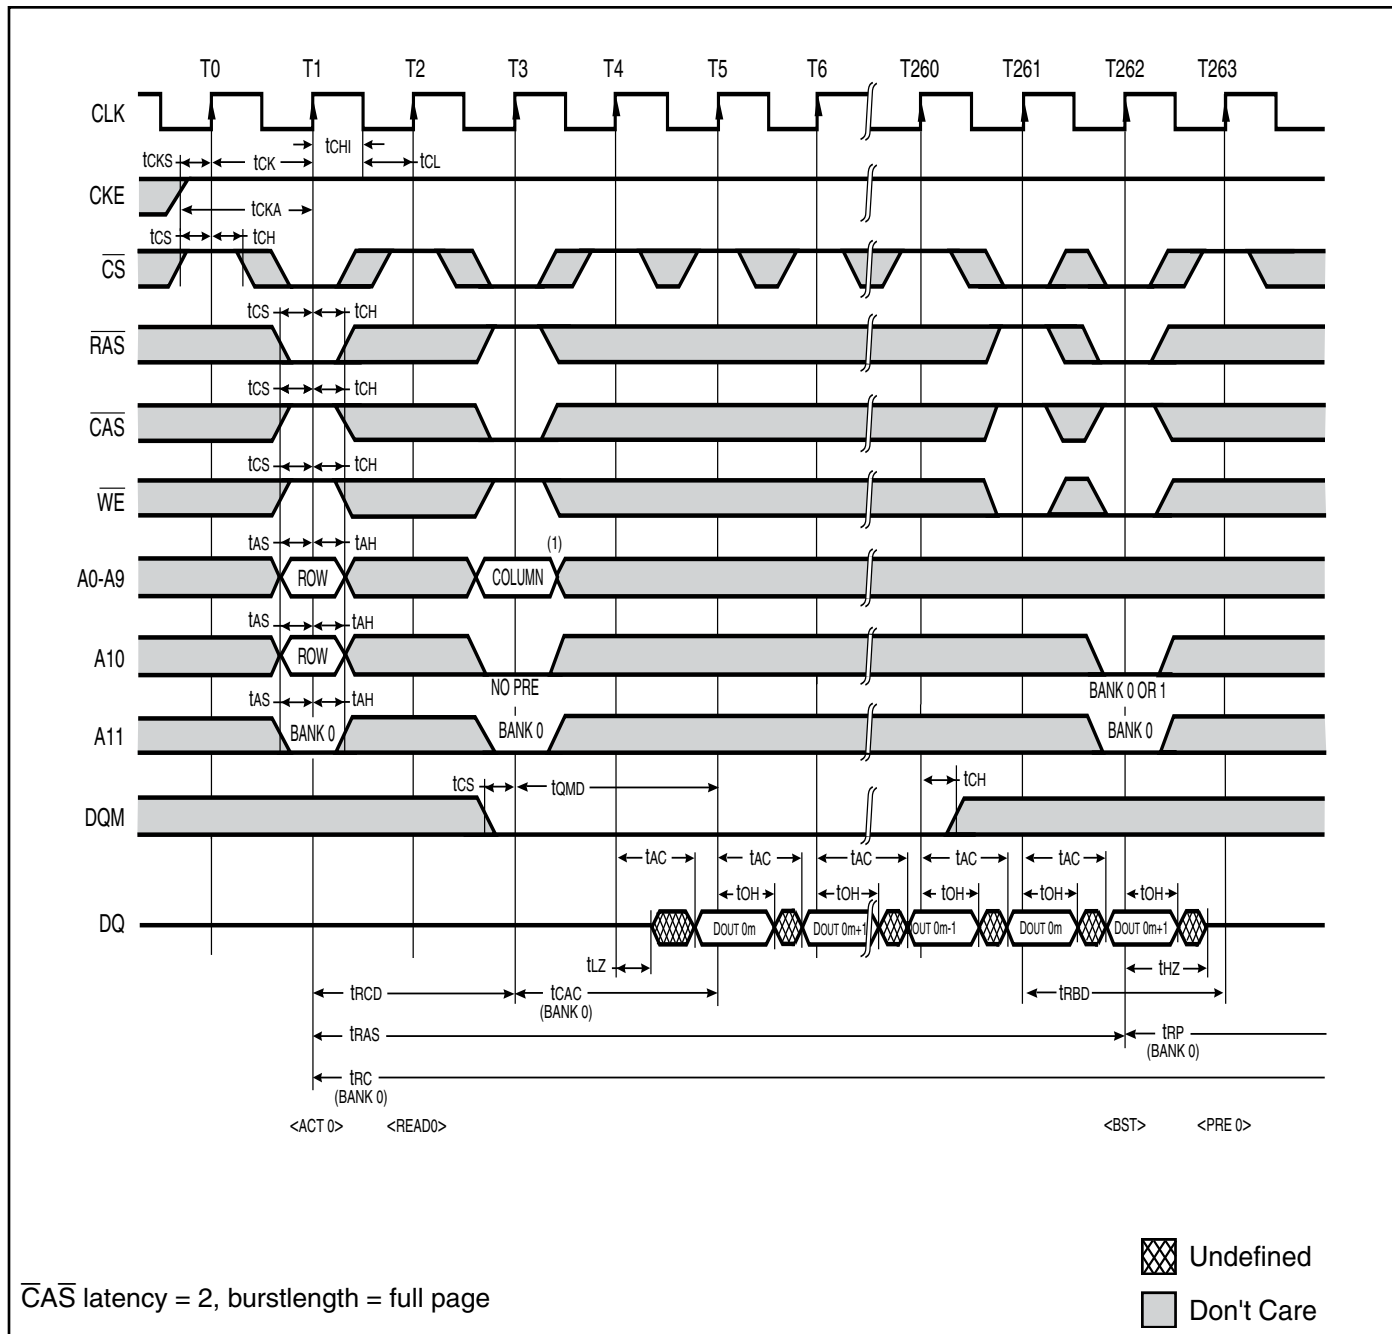 T0 T1 T2 T3 T4 T5 T6 T260 T261 T262 T263
CLK
tCHI
tCKS tCK tCL
CKE
tCKA
tCS tCH
CS
tCS tCH
RAS
tCS tCH
CAS
tCS tCH
WE
tAS tAH (1)
A0-A9 ROW COLUMN
tAS tAH
A10 ROW
NO PRE BANK 0 OR 1
tAS tAH
A11 BANK 0 BANK 0 BANK 0
tCS tQMD tCH
DQM
tAC tAC tAC tAC tAC
tOH tOH tOH tOH tOH
DQ DOUT 0m DOUT 0m+1 OUT 0m-1 DOUT 0m DOUT 0m+1
tLZ tHZ
tRCD tCAC tRBD
(BANK 0)
tRAS tRP
(BANK 0)
tRC
(BANK 0)
<ACT 0> <READ0> <BST> <PRE 0>
Undefined
CAS latency = 2, burstlength = full page
Don't Care